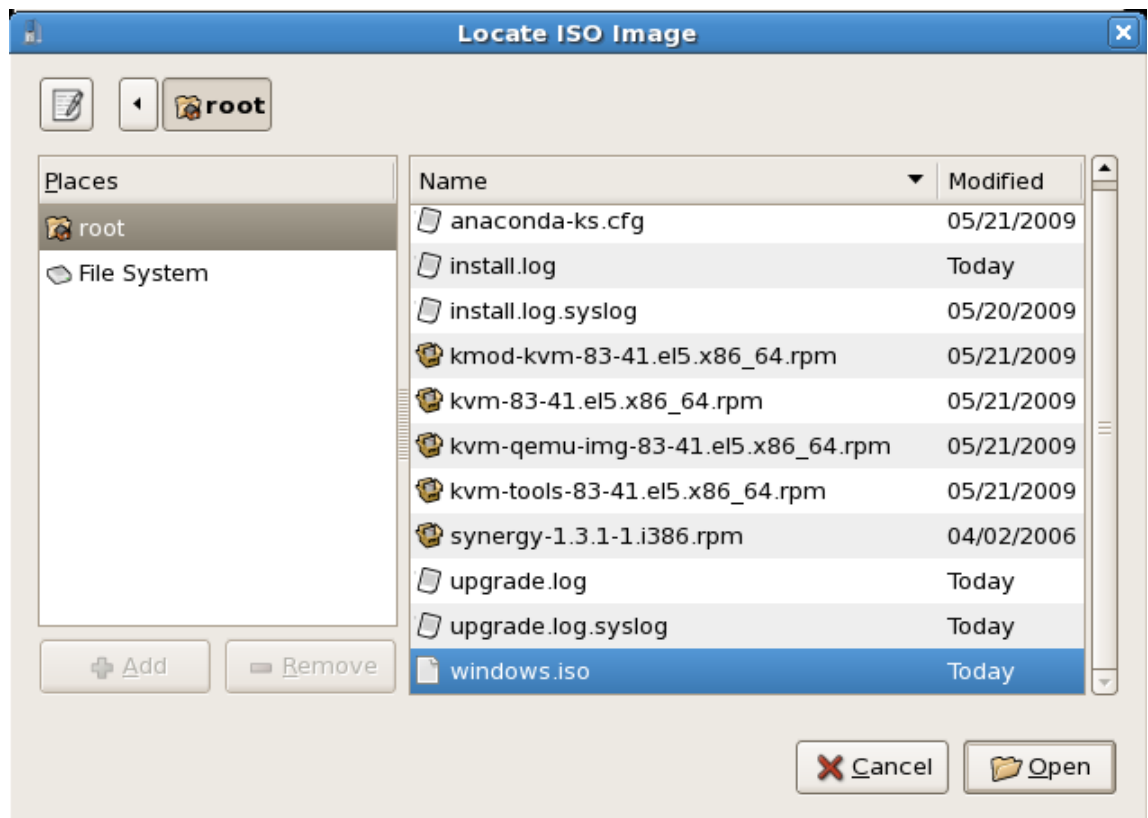 Locate ISO Image
root
Places
Name Modified
root
File System
anaconda-ks.cfg 05/21/2009
install.log Today
install.log.syslog 05/20/2009
kmod-kvm-83-41.el5.x86_64.rpm 05/21/2009
kvm-83-41.el5.x86_64.rpm 05/21/2009
kvm-qemu-img-83-41.el5.x86_64.rpm 05/21/2009
kvm-tools-83-41.el5.x86_64.rpm 05/21/2009
synergy-1.3.1-1.i386.rpm 04/02/2006
upgrade.log Today
upgrade.log.syslog Today
windows.iso Today
Add Remove
Cancel Open